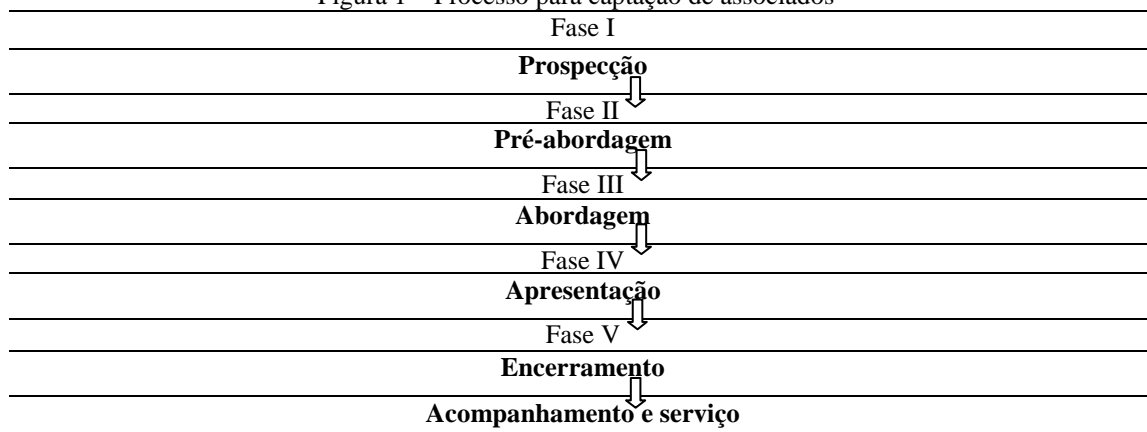 Figura 1 – Processo para captação de associados
Fase I
Prospecção
Fase II
Pré-abordagem
Fase III
Abordagem
Fase IV
Apresentação
Fase V
Encerramento
Acompanhamento e serviço